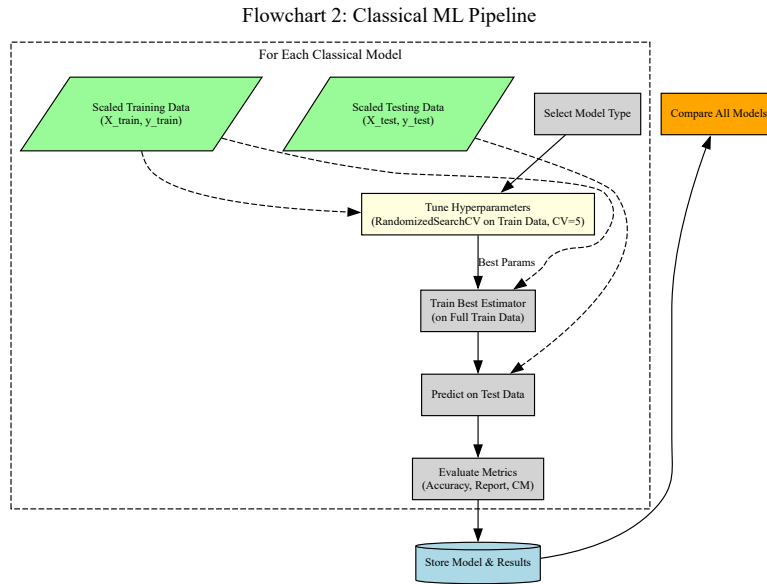 Flowchart 2: Classical ML Pipeline
For Each Classical Model
Scaled Training Data
(X_train, y_train)
Scaled Testing Data
(X_test, y_test)
Select Model Type
Compare All Models
Tune Hyperparameters
(RandomizedSearchCV on Train Data, CV=5)
Best Params
Train Best Estimator
(on Full Train Data)
Predict on Test Data
Evaluate Metrics
(Accuracy, Report, CM)
Store Model & Results